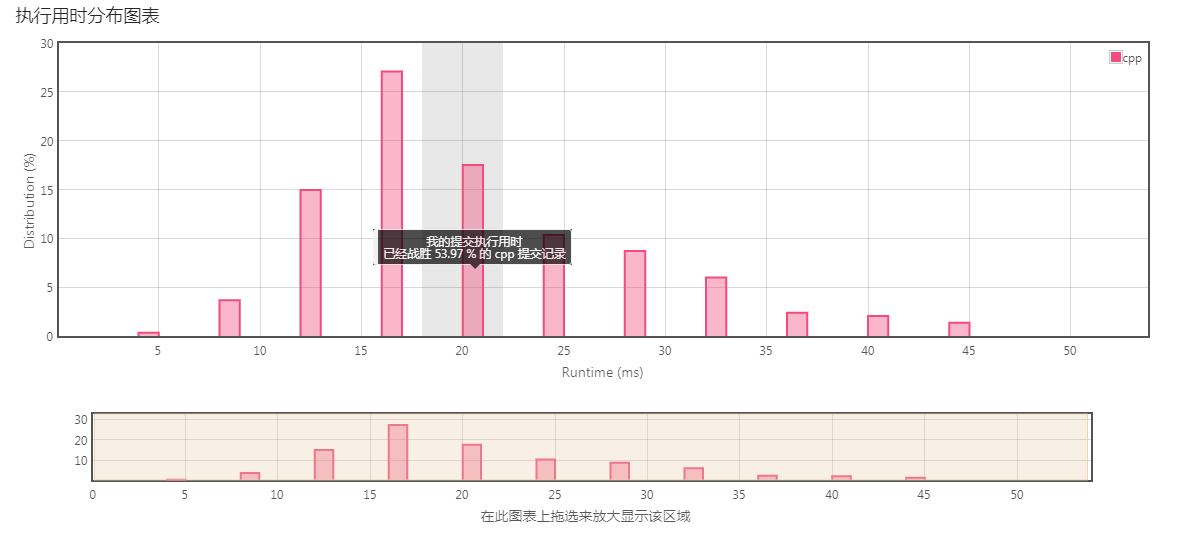 执行用时分布图表
30
25
20
15
10
5
0
Distribution (%)
cpp
我的提交执行用时
已经战胜 53.97 % 的 cpp 提交记录
5 10 15 20 25 30 35 40 45 50
Runtime (ms)
30
20
10
0 5 10 15 20 25 30 35 40 45 50
在此图表上拖选来放大显示该区域